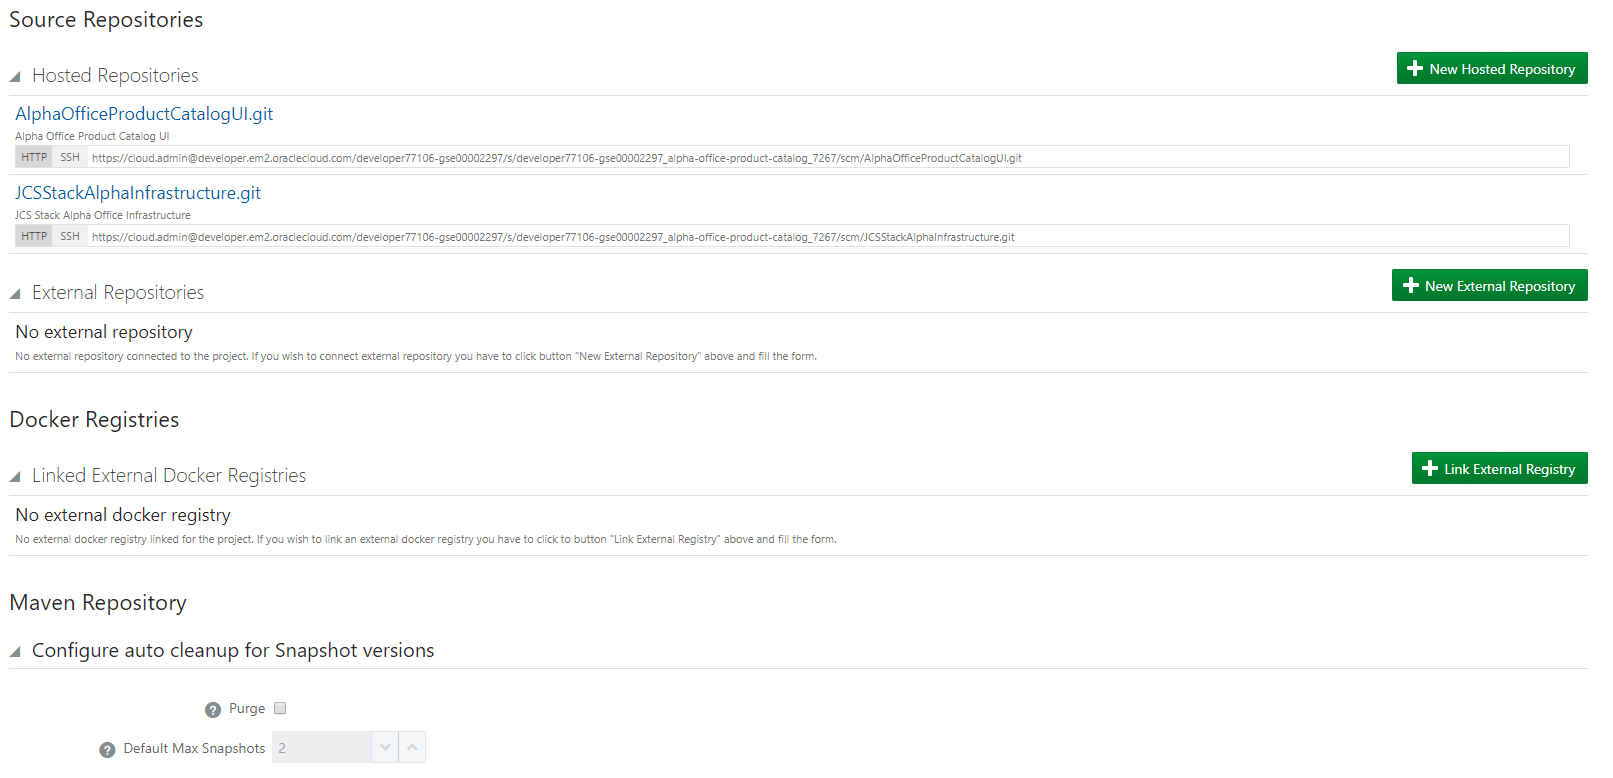 Source Repositories
Hosted Repositories
New Hosted Repository
AlphaOfficeProductCatalogUI.git
Alpha Office Product Catalog UI
HTTP SSH https://cloud.admin@developer.em2.oraclecloud.com/developer77106-gse00002297/s/developer77106-gse00002297_alpha-office-product-catalog_7267/scm/AlphaOfficeProductCatalogUI.git
JCSStackAlphaInfrastructure.git
JCS Stack Alpha Office Infrastructure
HTTP SSH https://cloud.admin@developer.em2.oraclecloud.com/developer77106-gse00002297/s/developer77106-gse00002297_alpha-office-product-catalog_7267/scm/JCSStackAlphaInfrastructure.git
External Repositories
New External Repository
No external repository
No external repository connected to the project. If you wish to connect external repository you have to click button "New External Repository" above and fill the form.
Docker Registries
Linked External Docker Registries
Link External Registry
No external docker registry
No external docker registry linked for the project. If you wish to link an external docker registry you have to click to button "Link External Registry" above and fill the form.
Maven Repository
Configure auto cleanup for Snapshot versions
? Purge
? Default Max Snapshots 2